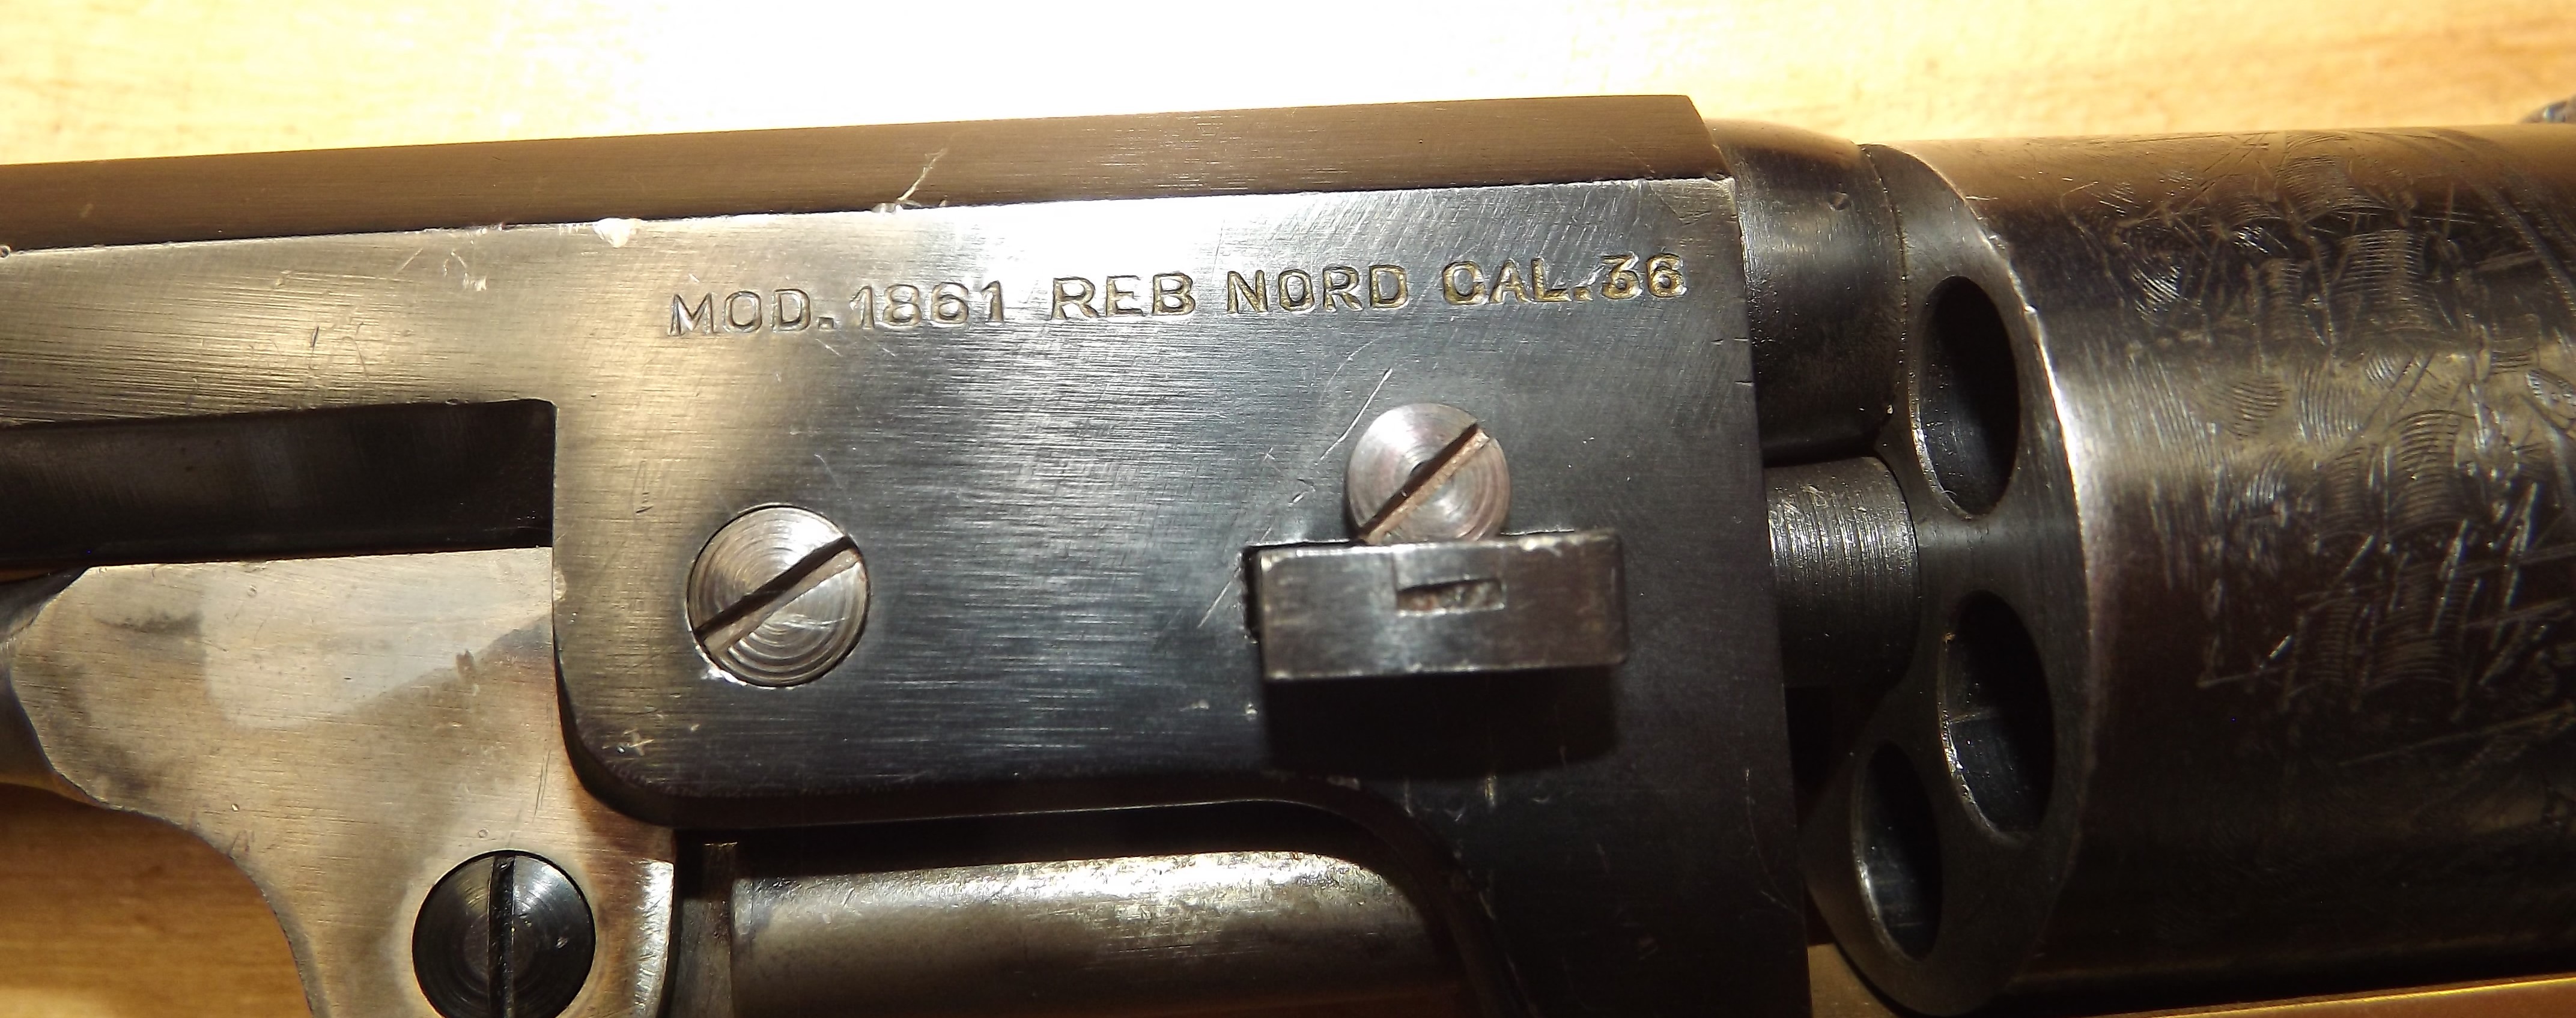 MOD. 1861 REB NORD CAL.36